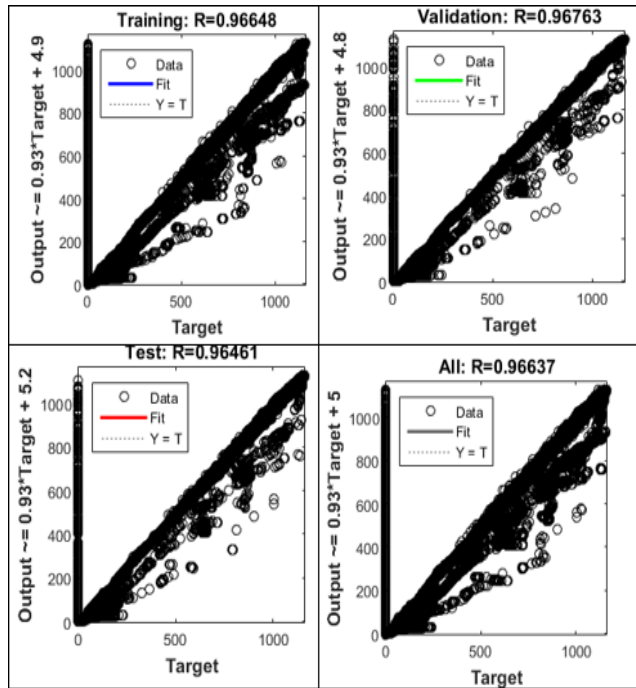 Training: R=0.96648
Output ~= 0.93*Target + 4.9
1000
800
600
400
200
0
Data
Fit
Y = T
0
500
1000
Target
Validation: R=0.96763
Output ~= 0.93*Target + 4.8
1000
800
600
400
200
0
Data
Fit
Y = T
0
500
1000
Target
Test: R=0.96461
Output ~= 0.93*Target + 5.2
1000
800
600
400
200
0
Data
Fit
Y = T
0
500
1000
Target
All: R=0.96637
Output ~= 0.93*Target + 5
1000
800
600
400
200
0
Data
Fit
Y = T
0
500
1000
Target